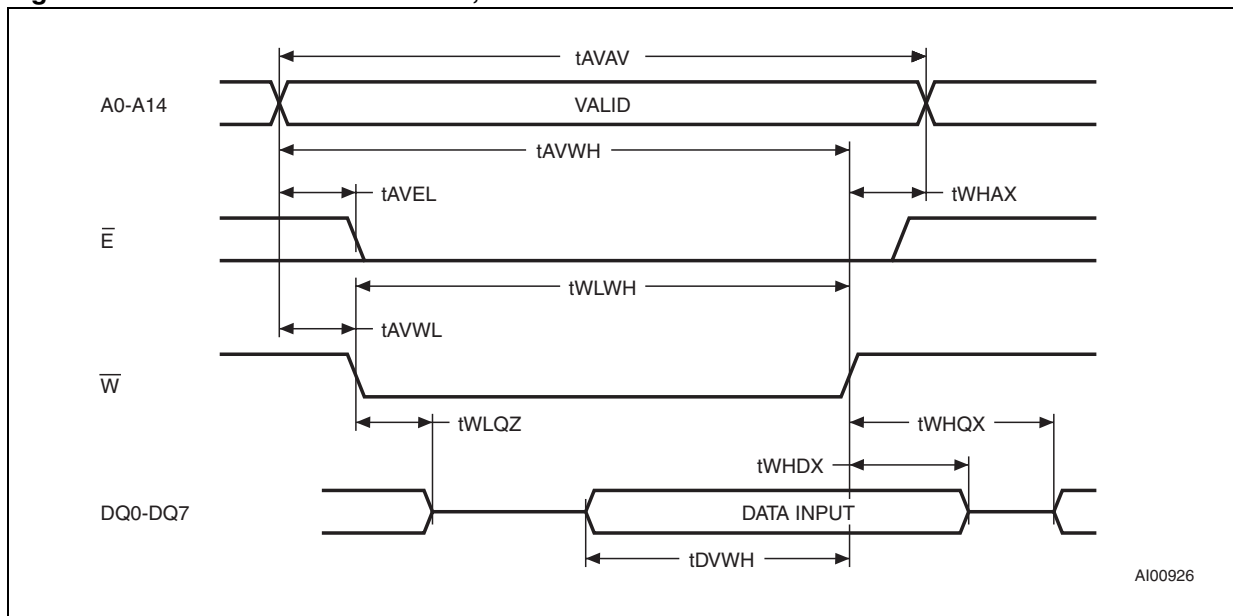 tAVAV
A0-A14
VALID
tAVWH
tAVEL
tWHAX
E̅
tWLWH
tAVWL
W̅
tWLQZ
tWHQX
tWHDX
DQ0-DQ7
DATA INPUT
tDVWH
AI00926